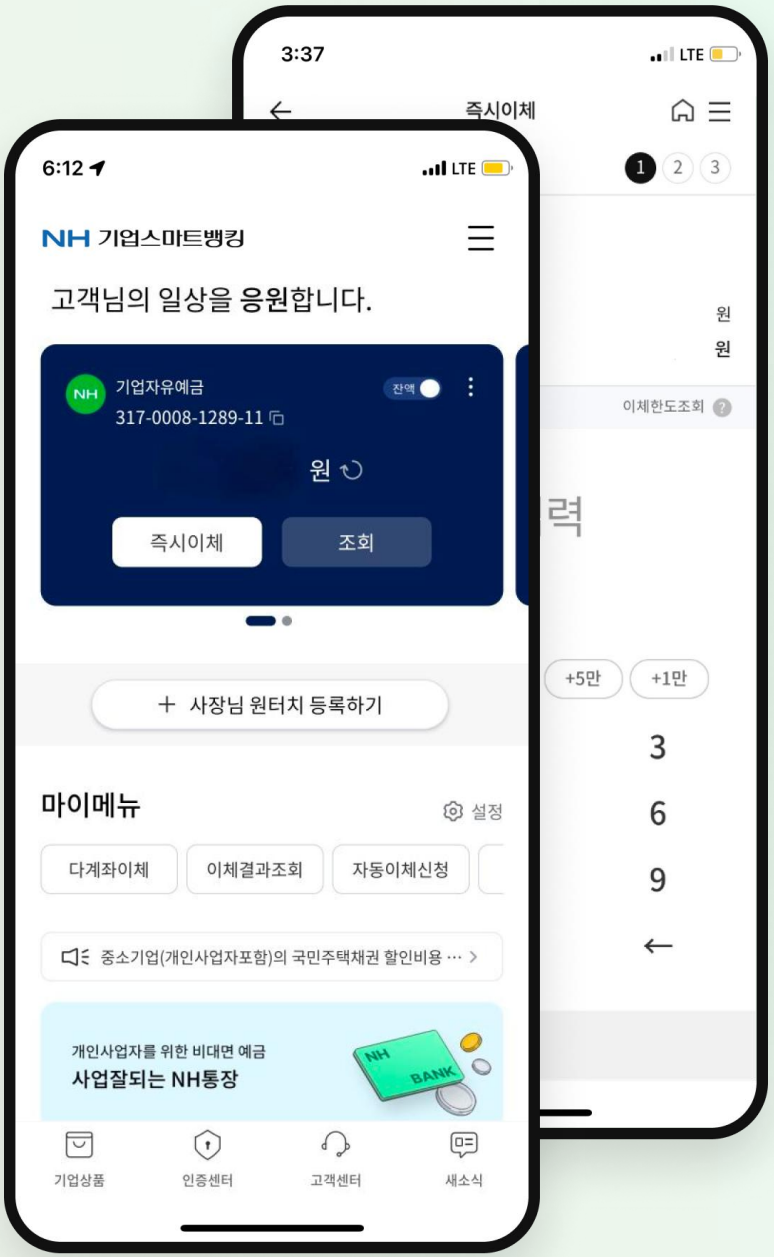 3:37
LTE
즉시이체
1 2 3
원
원
이체한도조회 ?
력
+5만 +1만
3
6
9
6:12
LTE
NH 기업스마트뱅킹
고객님의 일상을 응원합니다.
NH
기업자유예금
317-0008-1289-11
잔액
원
즉시이체 조회
+ 사장님 원터치 등록하기
마이메뉴
설정
다계좌이체 이체결과조회 자동이체신청
중소기업(개인사업자포함)의 국민주택채권 할인비용 ···
개인사업자를 위한 비대면 예금
사업잘되는 NH통장
NH
BANK
기업상품 인증센터 고객센터 새소식